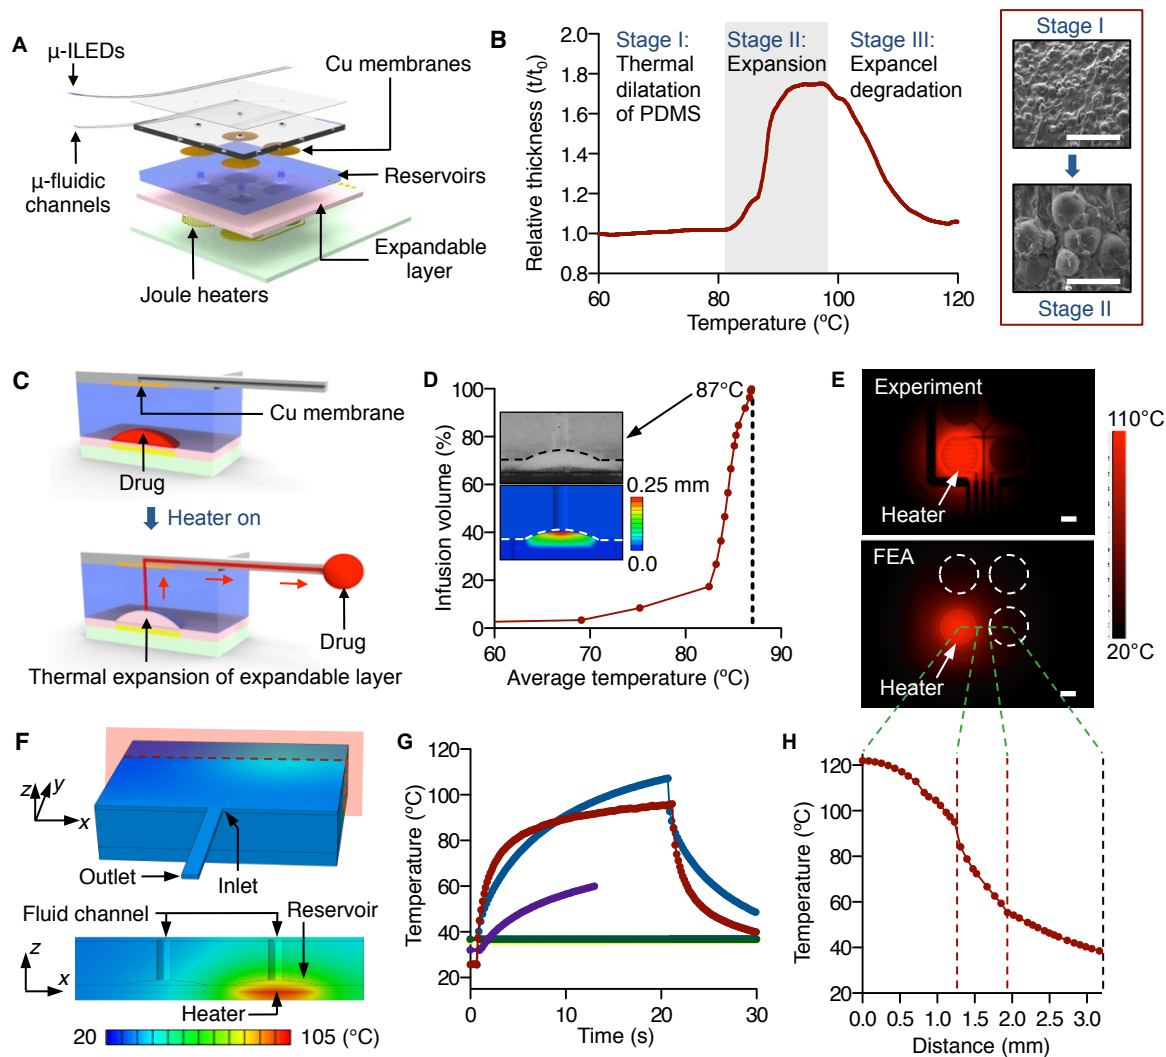 A
μ-ILEDs
Cu membranes
μ-fluidic
channels
Reservoirs
Expandable
layer
Joule heaters
B
Relative thickness (t/t0)
2.0
1.8
1.6
1.4
1.2
1.0
0.8
Stage I:
Thermal
dilatation
of PDMS
Stage II:
Expansion
Stage III:
Expancel
degradation
60
80
100
120
Temperature (ºC)
Stage I
Stage II
C
Cu membrane
Drug
Heater on
Drug
Thermal expansion of expandable layer
D
Infusion volume (%)
100
80
60
40
20
0
87°C
0.25 mm
0.0
60
70
80
90
Average temperature (ºC)
E
Experiment
Heater
FEA
Heater
110°C
20°C
F
z
y
x
Outlet
Inlet
Fluid channel
Reservoir
z
x
Heater
20
105 (°C)
G
Temperature (ºC)
120
100
80
60
40
20
0
10
20
30
Time (s)
H
Temperature (ºC)
120
100
80
60
40
20
0.0
0.5
1.0
1.5
2.0
2.5
3.0
Distance (mm)